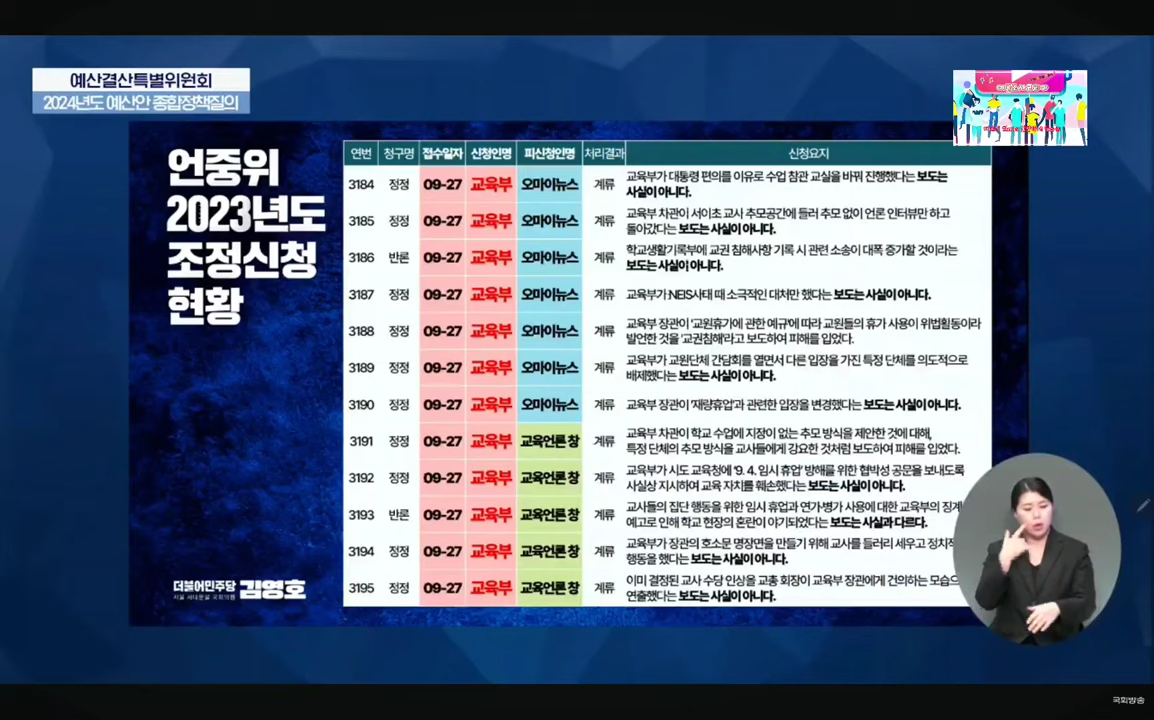 예산결산특별위원회
2024년도 예산안 종합정책질의
언중위
2023년도
조정신청
현황
연번 청구명 접수일자 신청인명 피신청인명 처리결과 신청요지
3184 정정 09-27 교육부 오마이뉴스 계류 교육부가 대통령 편의를 이유로 수업 참관 교실을 바꿔 진행했다는 보도는
사실이 아니다.
3185 정정 09-27 교육부 오마이뉴스 계류 교육부 차관이 서이초 교사 추모공간에 들러 추모 없이 언론 인터뷰만 하고
돌아갔다는 보도는 사실이 아니다.
3186 반론 09-27 교육부 오마이뉴스 계류 학교생활기록부에 교권 침해사항 기록 시 관련 소송이 대폭 증가할 것이라는
보도는 사실이 아니다.
3187 정정 09-27 교육부 오마이뉴스 계류 교육부가 NEIS사태 때 소극적인 대처만 했다는 보도는 사실이 아니다.
3188 정정 09-27 교육부 오마이뉴스 계류 교육부 장관이 '교원휴가에 관한 예규'에 따라 교원들의 휴가 사용이 위법활동이라
발언한 것을 '교권침해'라고 보도하여 피해를 입었다.
3189 정정 09-27 교육부 오마이뉴스 계류 교육부가 교원단체 간담회를 열면서 다른 입장을 가진 특정 단체를 의도적으로
배제했다는 보도는 사실이 아니다.
3190 정정 09-27 교육부 오마이뉴스 계류 교육부 장관이 '재량휴업'과 관련한 입장을 변경했다는 보도는 사실이 아니다.
3191 정정 09-27 교육부 교육언론 창 계류 교육부 차관이 학교 수업에 지장이 없는 추모 방식을 제안한 것에 대해,
특정 단체의 추모 방식을 교사들에게 강요한 것처럼 보도하여 피해를 입었다.
3192 정정 09-27 교육부 교육언론 창 계류 교육부가 시도 교육청에 '9. 4. 임시 휴업' 방해를 위한 협박성 공문을 보내도록
사실상 지시하여 교육 자치를 훼손했다는 보도는 사실이 아니다.
3193 반론 09-27 교육부 교육언론 창 계류 교사들의 집단 행동을 위한 임시 휴업과 연가·병가 사용에 대한 교육부의 징계
예고로 인해 학교 현장의 혼란이 야기되었다는 보도는 사실과 다르다.
3194 정정 09-27 교육부 교육언론 창 계류 교육부가 장관의 호소문 명장면을 만들기 위해 교사를 들러리 세우고 정치적
행동을 했다는 보도는 사실이 아니다.
3195 정정 09-27 교육부 교육언론 창 계류 이미 결정된 교사 수당 인상을 교총 회장이 교육부 장관에게 건의하는 모습으
연출했다는 보도는 사실이 아니다.
더불어민주당 김영호
서울 서대문을 국회의원
국회방송